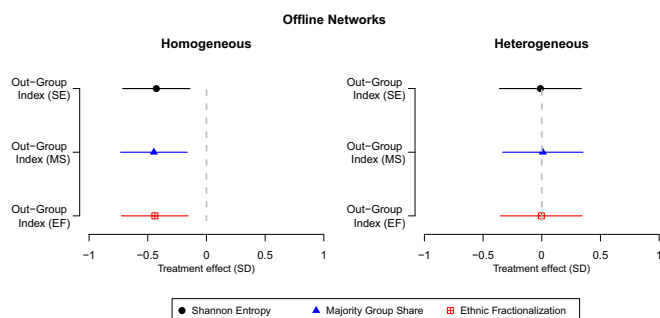 Offline Networks
Homogeneous
Out−Group
Index (SE)
Out−Group
Index (MS)
Out−Group
Index (EF)
−1 −0.5 0 0.5 1
Treatment effect (SD)
Heterogeneous
Out−Group
Index (SE)
Out−Group
Index (MS)
Out−Group
Index (EF)
−1 −0.5 0 0.5 1
Treatment effect (SD)
Shannon Entropy Majority Group Share Ethnic Fractionalization